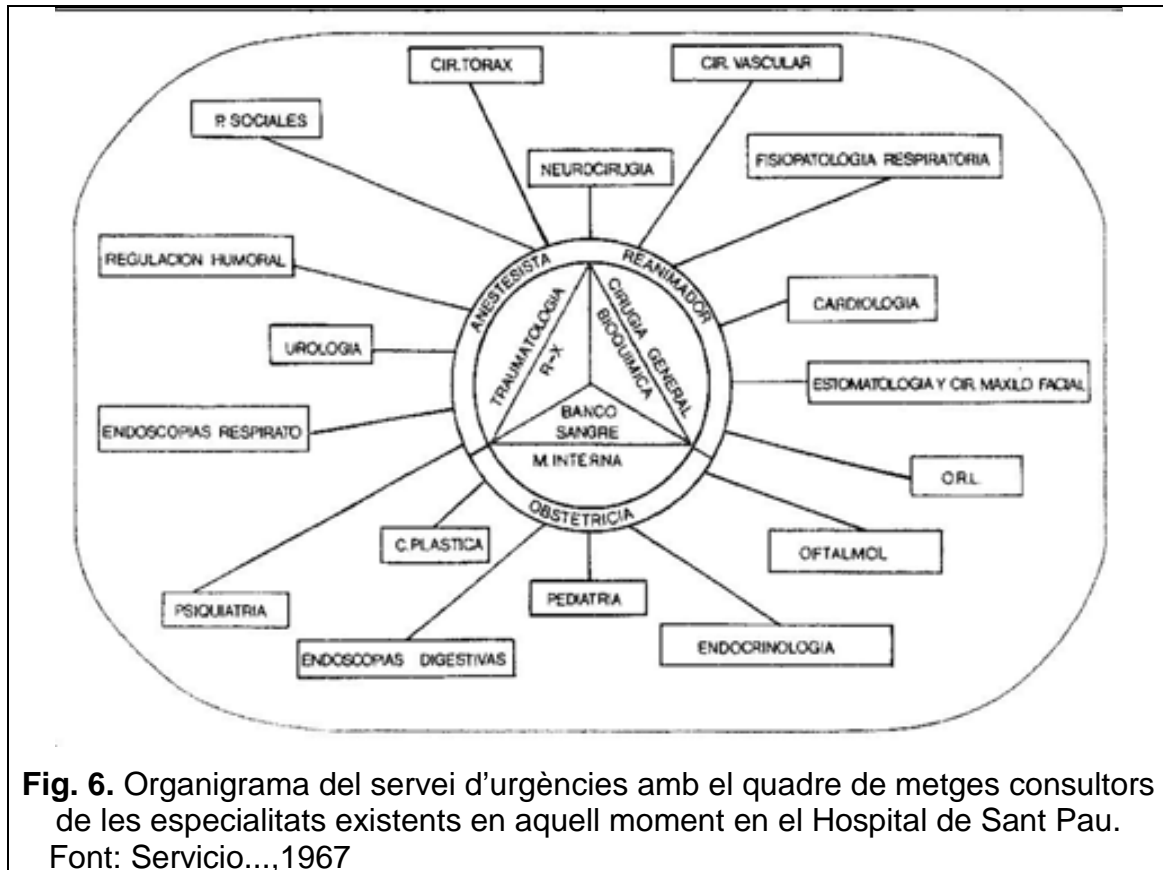 CIR.TORAX
CIR. VASCULAR
P. SOCIALES
NEUROCIRUGIA
FISIOPATOLOGIA RESPIRATORIA
REGULACION HUMORAL
ANESTESISTA
REANIMADOR
CARDIOLOGIA
TRAUMATOLOGIA
R-X
CIRUGIA GENERAL
BIOQUIMICA
UROLOGIA
ESTOMATOLOGIA Y CIR. MAXILO FACIAL
ENDOSCOPIAS RESPIRATO
BANCO
SANGRE
M. INTERNA
O.R.L.
OBSTETRICIA
C.PLASTICA
OFTALMOL
PSIQUIATRIA
PEDIATRIA
ENDOSCOPIAS DIGESTIVAS
ENDOCRINOLOGIA
Fig. 6. Organigrama del servei d’urgències amb el quadre de metges consultors
de les especialitats existents en aquell moment en el Hospital de Sant Pau.
Font: Servicio...,1967